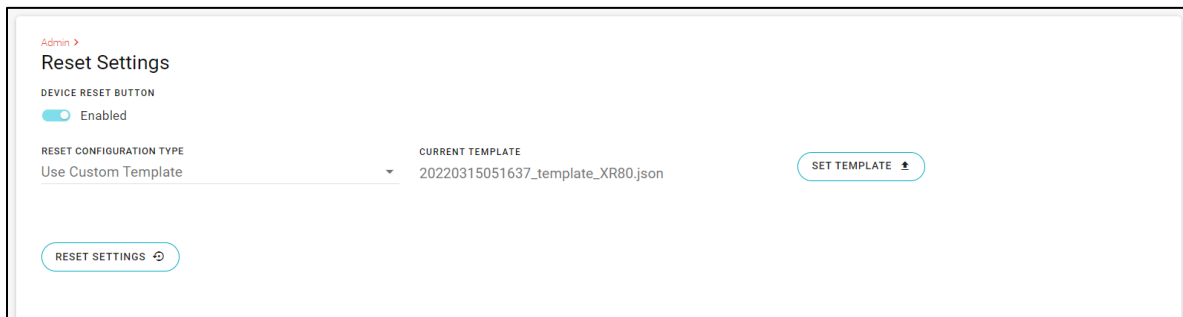 Admin >
Reset Settings
DEVICE RESET BUTTON
Enabled
RESET CONFIGURATION TYPE
Use Custom Template
CURRENT TEMPLATE
20220315051637_template_XR80.json
SET TEMPLATE
RESET SETTINGS